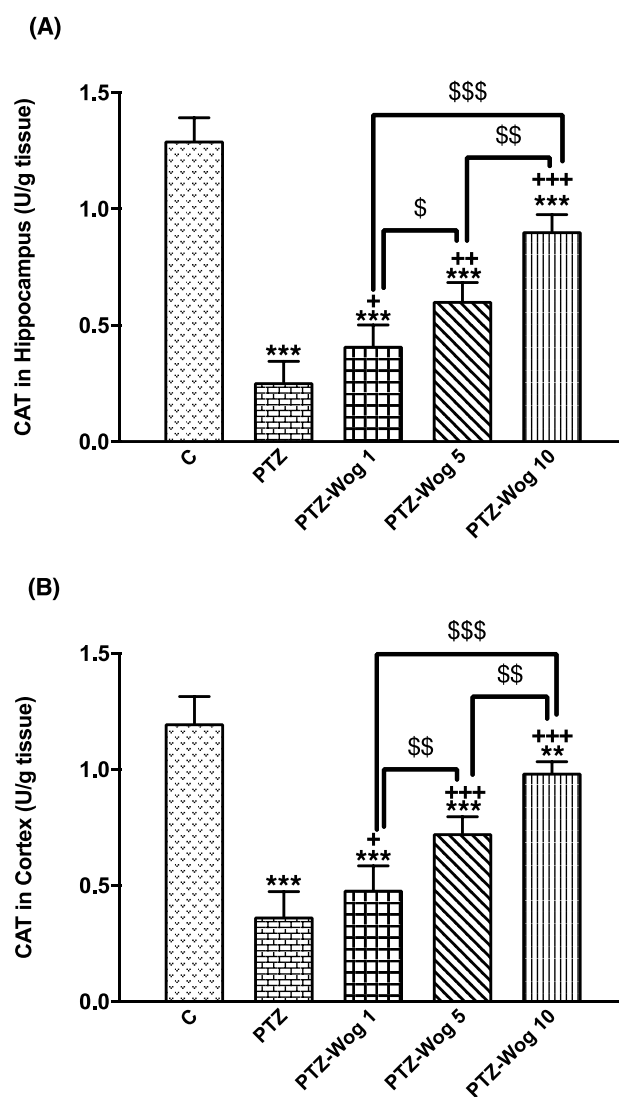 (A)
CAT in Hippocampus (U/g tissue)
1.5
1.0
0.5
0.0
$$$
$$
$
+++
***
++
***
+
***
***
C
PTZ
PTZ-Wog 1
PTZ-Wog 5
PTZ-Wog 10
(B)
CAT in Cortex (U/g tissue)
1.5
1.0
0.5
0.0
$$$
$$
$$
+++
**
+++
***
+
***
***
C
PTZ
PTZ-Wog 1
PTZ-Wog 5
PTZ-Wog 10